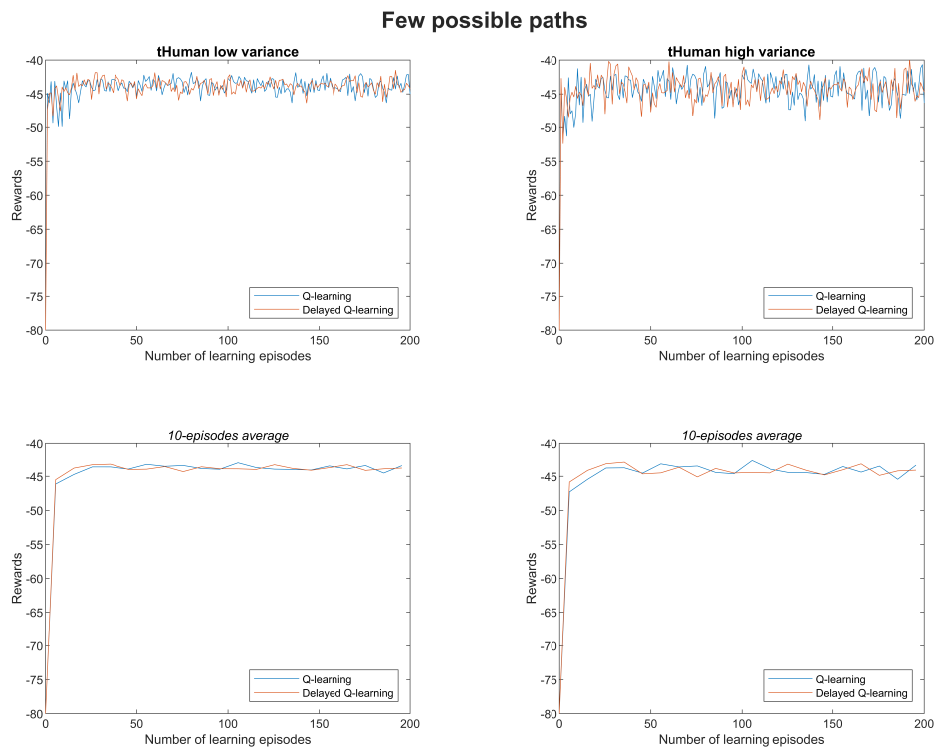 Few possible paths
tHuman low variance
-40
-45
-50
-55
-60
-65
-70
-75
-80
Rewards
Q-learning
Delayed Q-learning
0
50
100
150
200
Number of learning episodes
tHuman high variance
-40
-45
-50
-55
-60
-65
-70
-75
-80
Rewards
Q-learning
Delayed Q-learning
0
50
100
150
200
Number of learning episodes
10-episodes average
-40
-45
-50
-55
-60
-65
-70
-75
-80
Rewards
Q-learning
Delayed Q-learning
0
50
100
150
200
Number of learning episodes
10-episodes average
-40
-45
-50
-55
-60
-65
-70
-75
-80
Rewards
Q-learning
Delayed Q-learning
0
50
100
150
200
Number of learning episodes